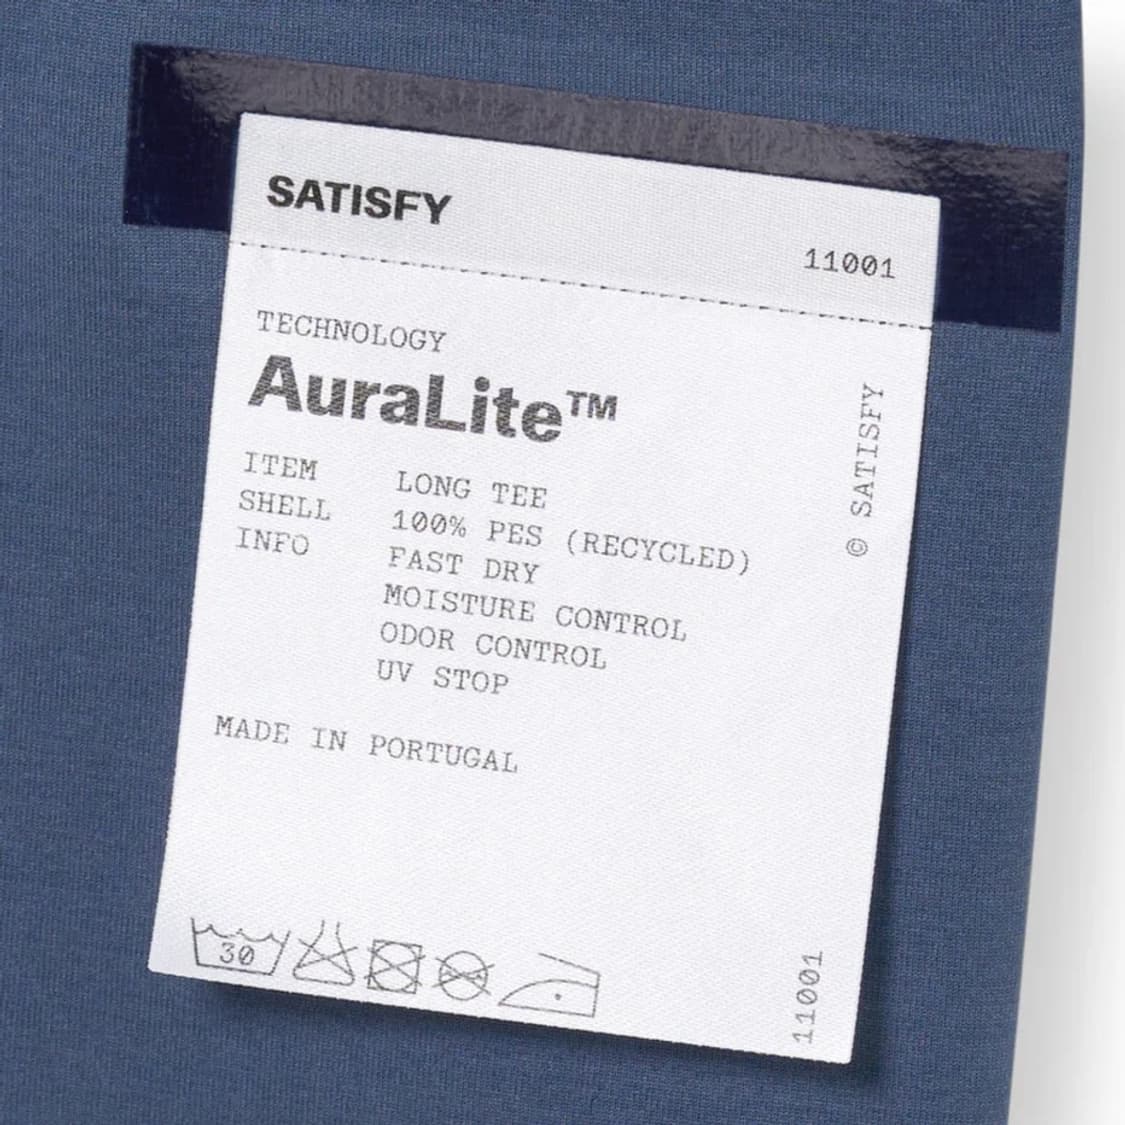 SATISFY
11001
TECHNOLOGY
AuraLite™
ITEM LONG TEE
SHELL 100% PES (RECYCLED)
INFO FAST DRY
MOISTURE CONTROL
ODOR CONTROL
UV STOP
MADE IN PORTUGAL
© SATISFY
30
11001